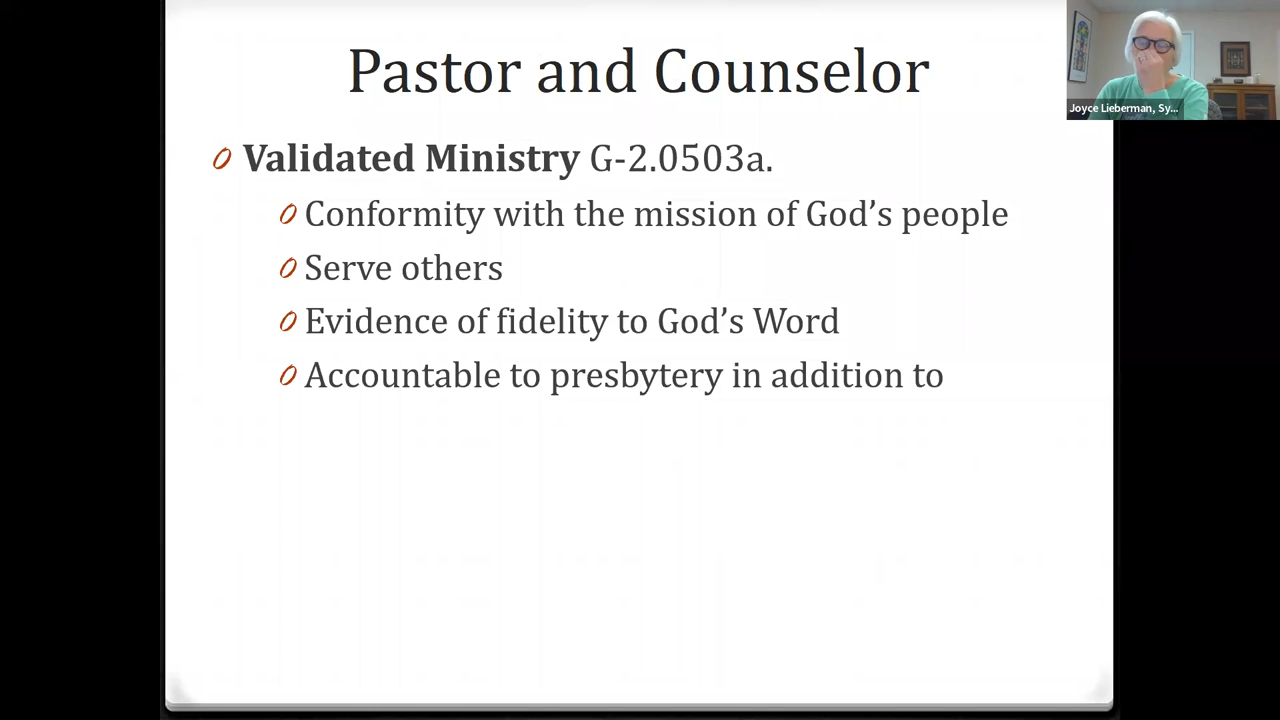 Pastor and Counselor
Validated Ministry G-2.0503a.
Conformity with the mission of God’s people
Serve others
Evidence of fidelity to God’s Word
Accountable to presbytery in addition to
Joyce Lieberman, Sy...